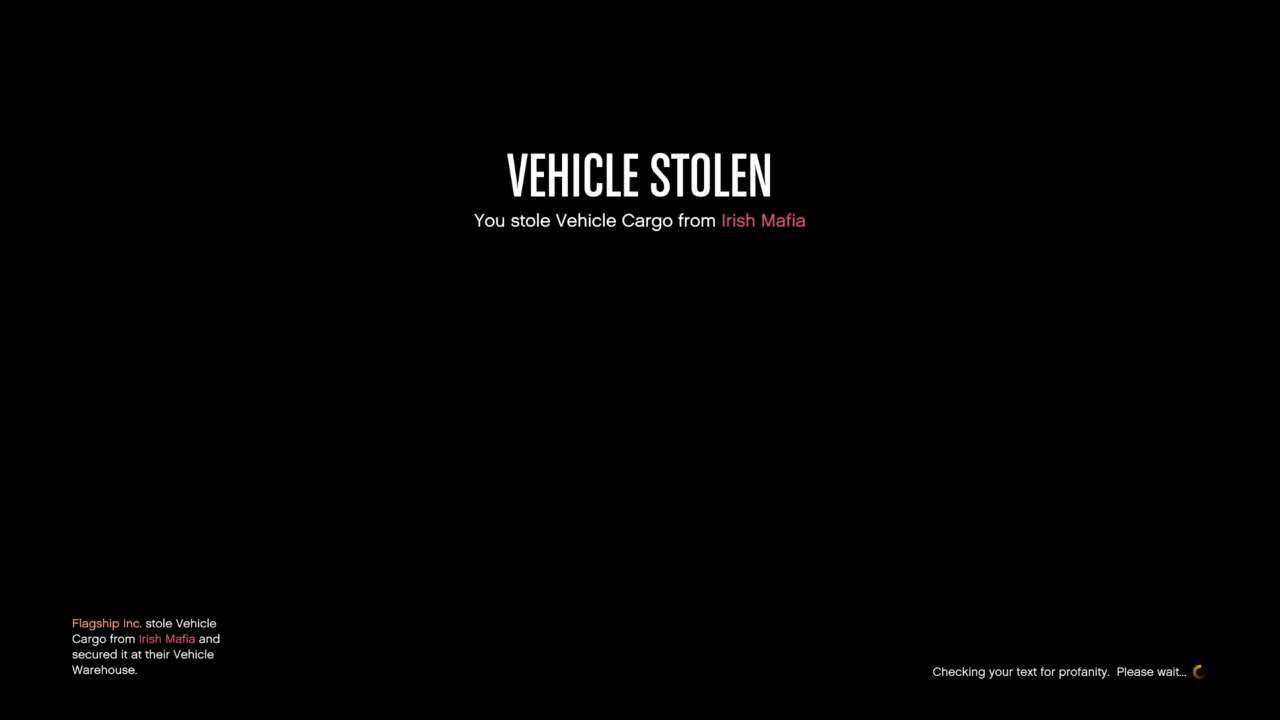 VEHICLE STOLEN
You stole Vehicle Cargo from Irish Mafia
Flagship Inc. stole Vehicle
Cargo from Irish Mafia and
secured it at their Vehicle
Warehouse.
Checking your text for profanity.  Please wait...